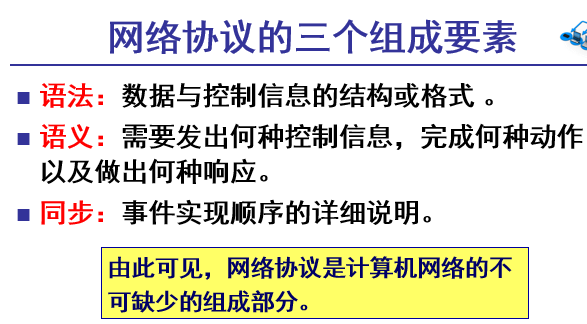 网络协议的三个组成要素
语法：数据与控制信息的结构或格式 。
语义：需要发出何种控制信息，完成何种动作
以及做出何种响应。
同步：事件实现顺序的详细说明。
由此可见，网络协议是计算机网络的不
可缺少的组成部分。